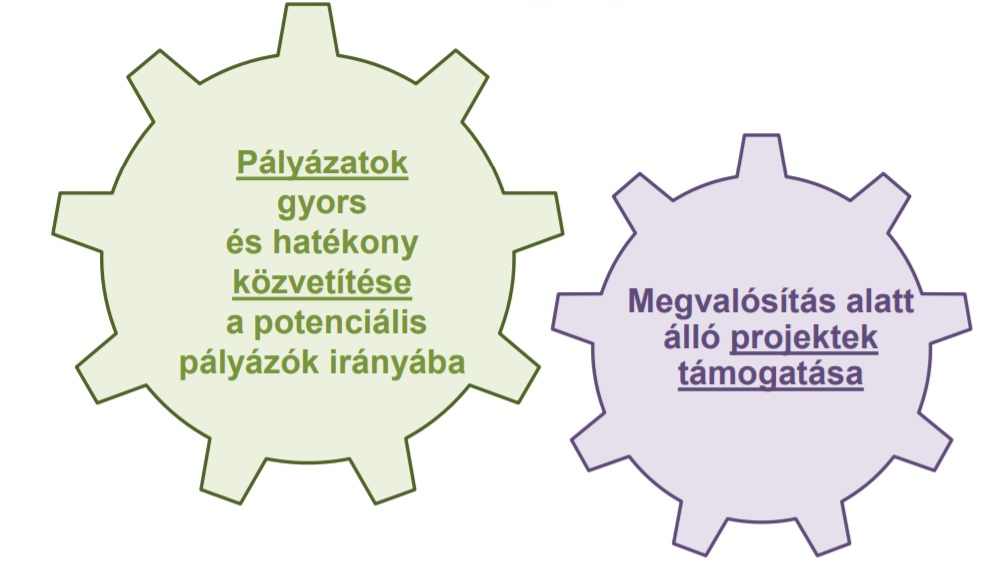 Pályázatok
gyors
és hatékony
közvetítése
a potenciális
pályázók irányába
Megvalósítás alatt
álló projektek
támogatása